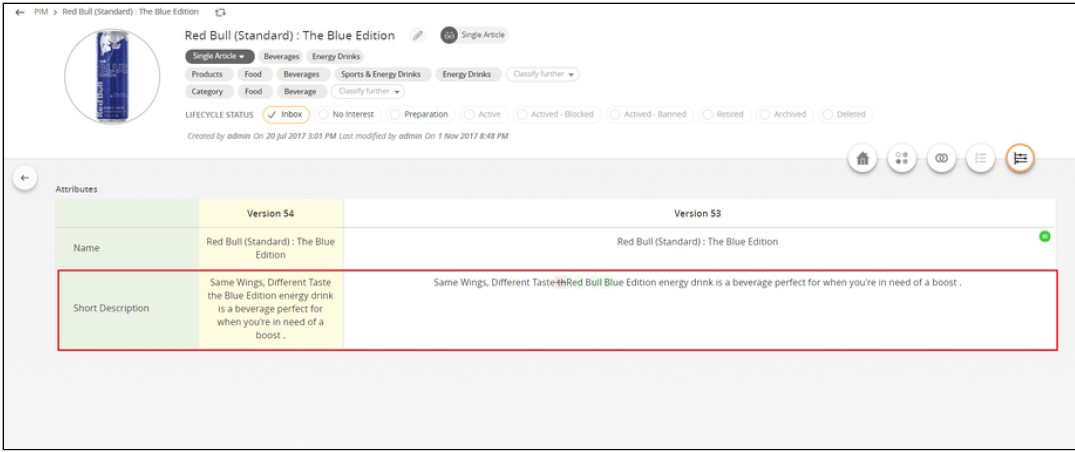 PIM > Red Bull (Standard) : The Blue Edition
Red Bull (Standard) : The Blue Edition
Single Article
Single Article Beverages Energy Drinks
Products Food Beverages Sports & Energy Drinks Energy Drinks Classify further
Category Food Beverage Classify further
LIFECYCLE STATUS Inbox No Interest Preparation Active Actived - Blocked Actived - Banned Retired Archived Deleted
Created by admin On 20 Jul 2017 3:01 PM Last modified by admin On 1 Nov 2017 8:48 PM
Attributes
Version 54 Version 53
Name
Red Bull (Standard) : The Blue
Edition
Red Bull (Standard) : The Blue Edition
Short Description
Same Wings, Different Taste
the Blue Edition energy drink
is a beverage perfect for
when you're in need of a
boost .
Same Wings, Different Taste thRed Bull Blue Edition energy drink is a beverage perfect for when you're in need of a boost .
Red Bull